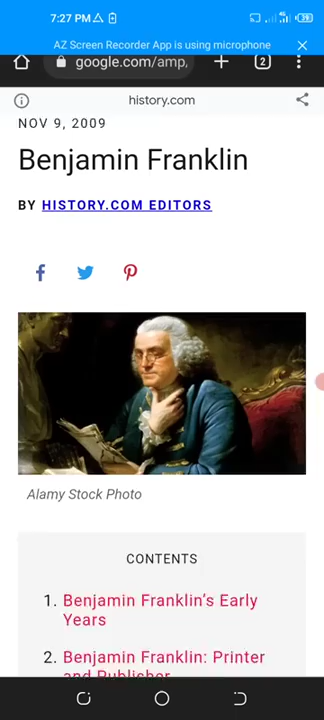 7:27 PM
AZ Screen Recorder App is using microphone
google.com/amp/
2
history.com
NOV 9, 2009
Benjamin Franklin
BY HISTORY.COM EDITORS
Alamy Stock Photo
CONTENTS
1. Benjamin Franklin's Early
Years
2. Benjamin Franklin: Printer
and Publisher